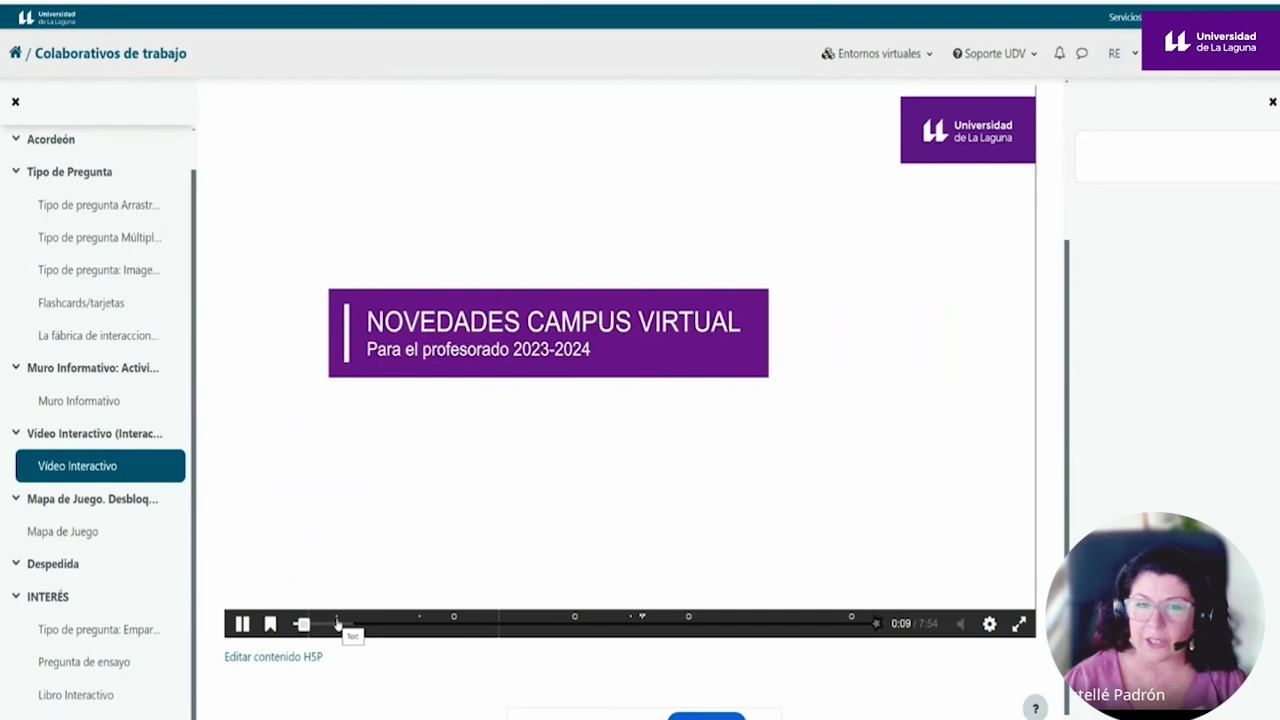 Universidad
de La Laguna
Servicios
Universidad
de La Laguna
/ Colaborativos de trabajo
Entornos virtuales
Soporte UDV
RE
Acordeón
Tipo de Pregunta
Tipo de pregunta Arrastr...
Tipo de pregunta Múltipl...
Tipo de pregunta: Image...
Flashcards/tarjetas
La fábrica de interaccion...
Muro Informativo: Activi...
Muro Informativo
Vídeo Interactivo (Interac...
Vídeo Interactivo
Mapa de Juego. Desbloq...
Mapa de Juego
Despedida
INTERÉS
Tipo de pregunta: Empar...
Pregunta de ensayo
Libro Interactivo
Universidad
de La Laguna
NOVEDADES CAMPUS VIRTUAL
Para el profesorado 2023-2024
Text
0:09 / 7:54
Editar contenido H5P
?
tellé Padrón